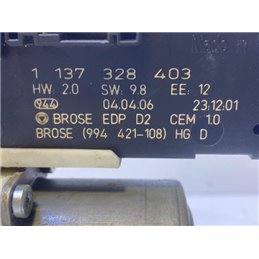 1 137 328 403
HW: 2.0 SW: 9.8 EE: 12
944 04.04.06 23:12:01
BROSE EDP D2 CEM 1.0
BROSE (994 421-108) HG D